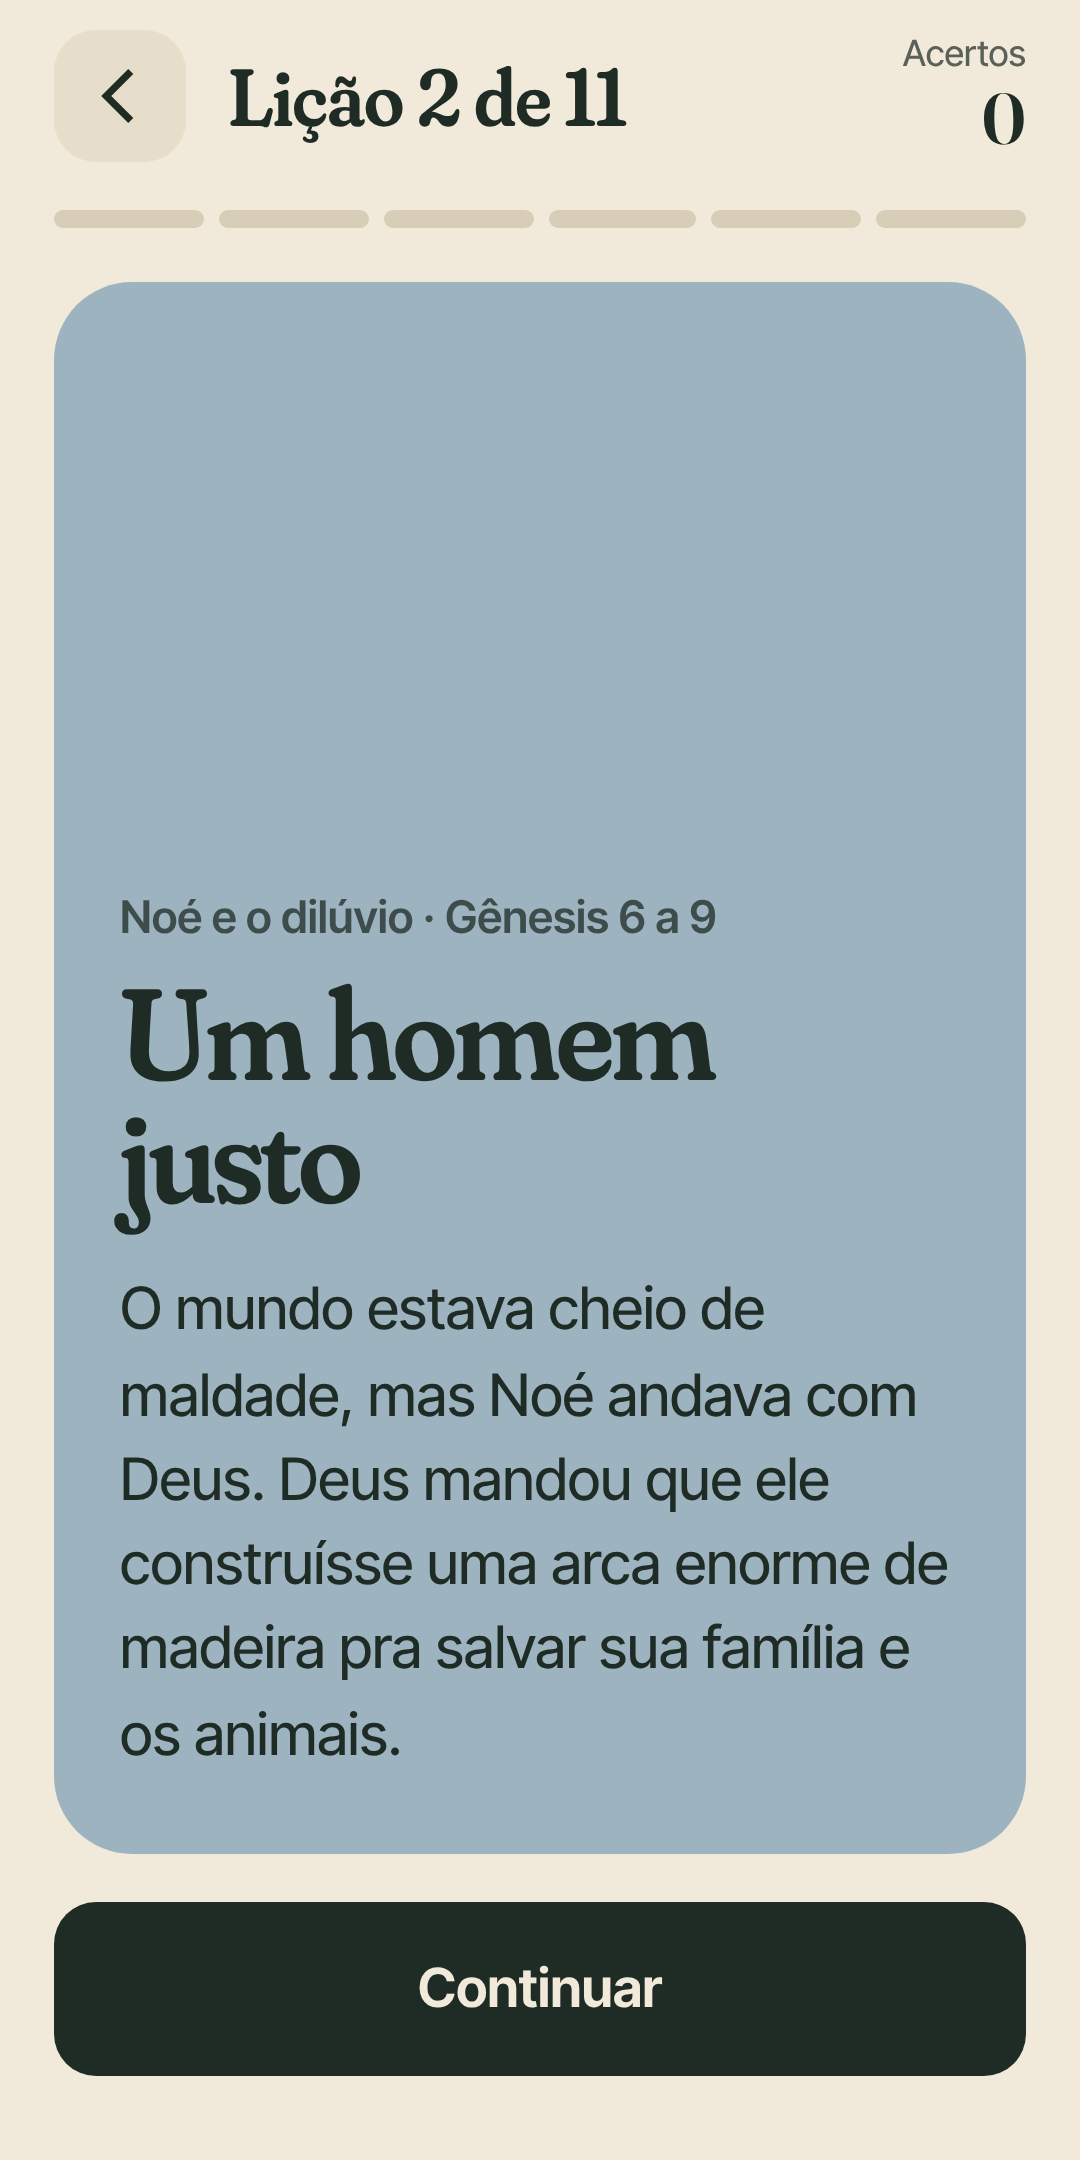 Lição 2 de 11
Acertos
0
Noé e o dilúvio · Gênesis 6 a 9
Um homem
justo
O mundo estava cheio de
maldade, mas Noé andava com
Deus. Deus mandou que ele
construísse uma arca enorme de
madeira pra salvar sua família e
os animais.
Continuar